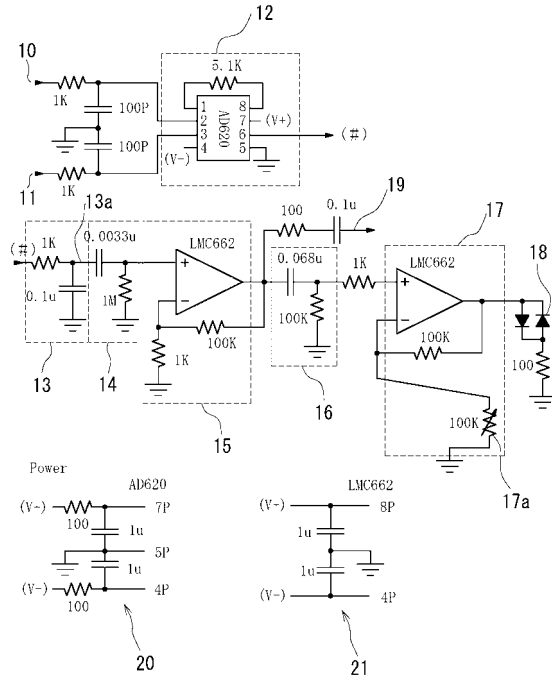 12
10
5.1K
1K
100P
1 8
2 7 (V+)
3 6 (#)
4 5
AD620
100P
(V-)
11
1K
13a
19
0.1u
17
(#)
1K
0.0033u
LMC662
100
0.068u
1K
LMC662
18
+
+
0.1u
1M
-
100K
100K
-
100K
100
1K
13
14
16
100K
15
17a
Power
AD620
LMC662
(V-)
7P
(V-)
8P
100
1u
1u
5P
1u
1u
(V-)
4P
(V-)
4P
100
20
21